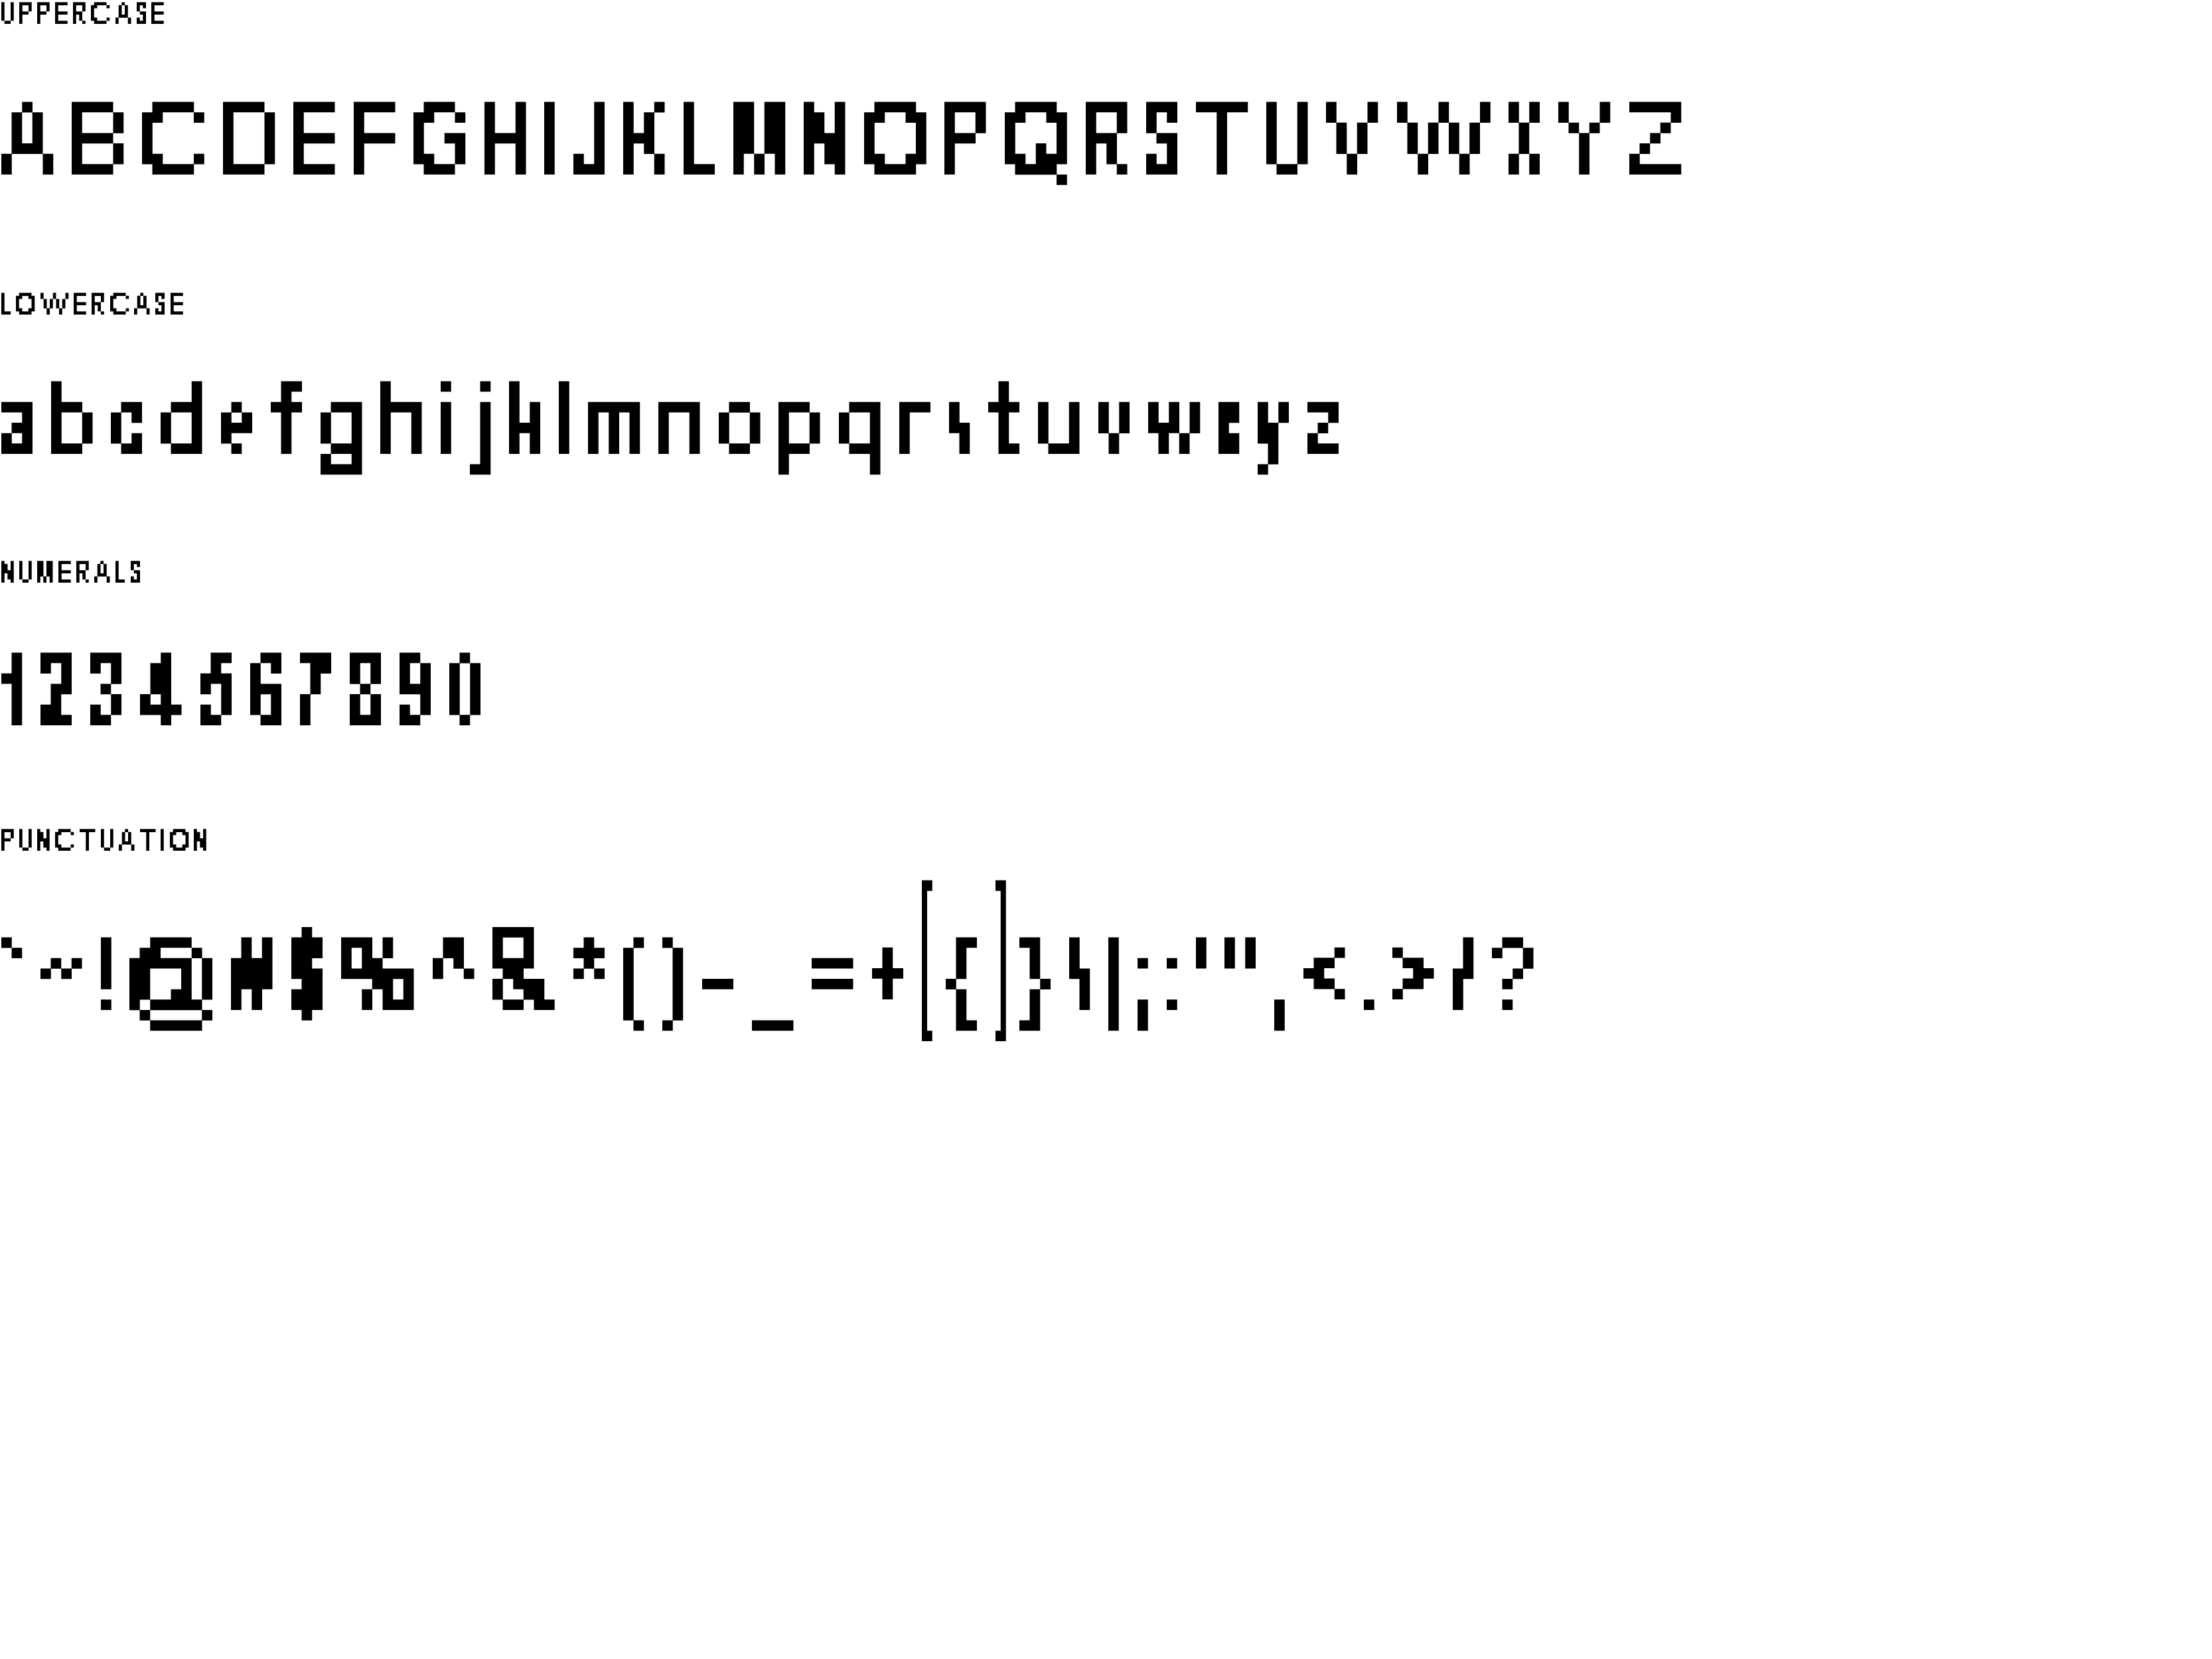 UPPERCASE
ABCDEFGHIJKLMNOPQRSTUVWXYZ
LOWERCASE
abcdefghijklmnopqrstuvwxyz
NUMERALS
1234567890
PUNCTUATION
`~!@#$%^&*()-_=+[{]}\|;:'",<.>/?